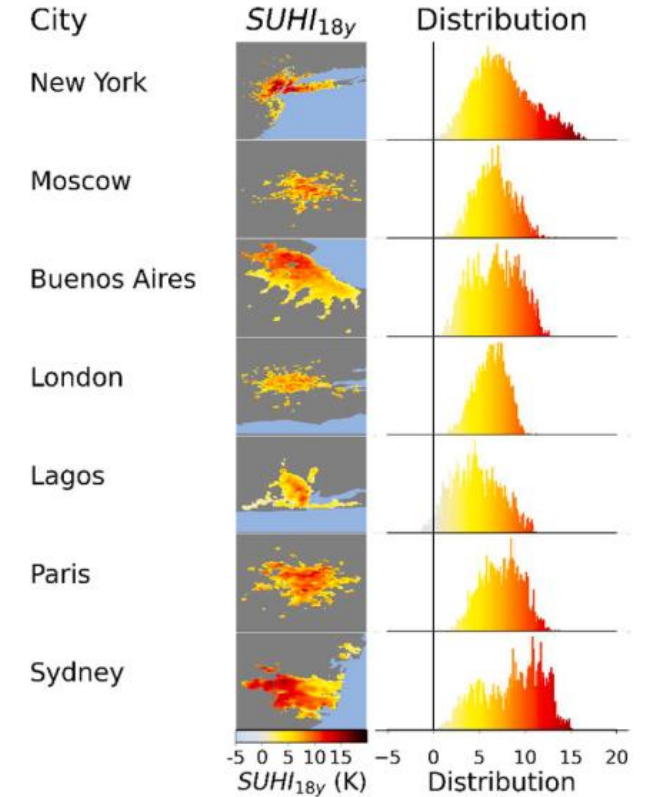 City SUHI18y Distribution
New York
Moscow
Buenos Aires
London
Lagos
Paris
Sydney
-5 0 5 10 15 −5 0 5 10 15 20
SUHI18y (K) Distribution